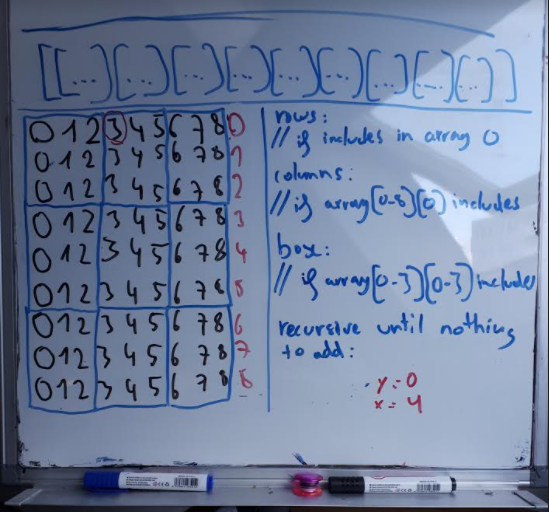 [[...][...][...][...][...][...][...][...][...]]
0 1 2 3 4 5 6 7 8 0
0 1 2 3 4 5 6 7 8 1
0 1 2 3 4 5 6 7 8 2
0 1 2 3 4 5 6 7 8 3
0 1 2 3 4 5 6 7 8 4
0 1 2 3 4 5 6 7 8 5
0 1 2 3 4 5 6 7 8 6
0 1 2 3 4 5 6 7 8 7
0 1 2 3 4 5 6 7 8 8
rows:
// if includes in array 0
columns:
// if array[0-8][0] includes
box:
// if array[0-3][0-3] includes
recursive until nothing
to add:
y = 0
x = 4